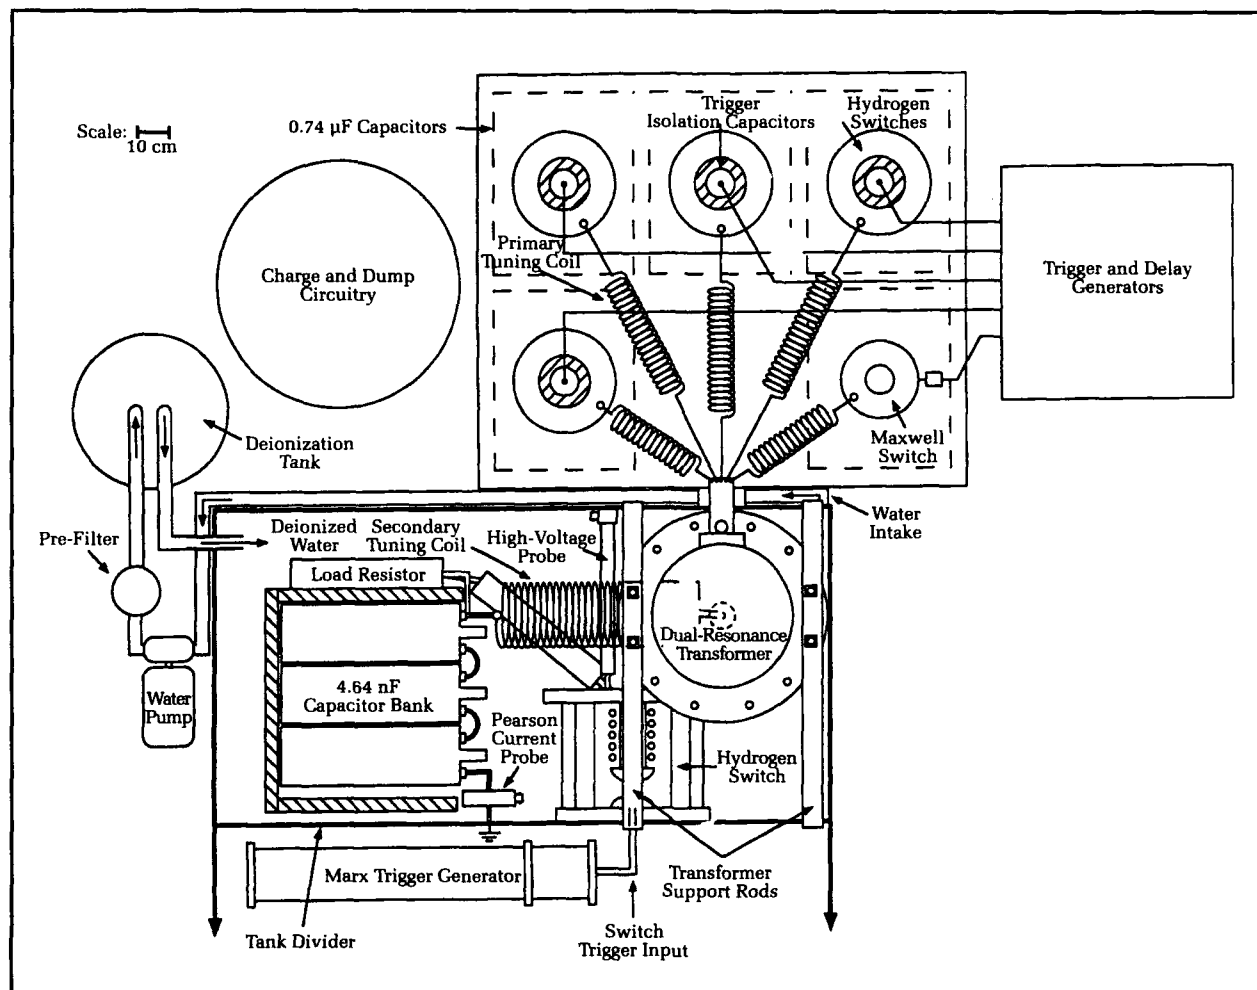 Scale:
10 cm
0.74 µF Capacitors
Trigger
Isolation Capacitors
Hydrogen
Switches
Primary
Tuning Coil
Charge and Dump
Circuitry
Trigger and Delay
Generators
Deionization
Tank
Maxwell
Switch
Water
Intake
Pre-Filter
Deionized
Water
Secondary
Tuning Coil
High-Voltage
Probe
Load Resistor
Dual-Resonance
Transformer
4.64 nF
Capacitor Bank
Water
Pump
Pearson
Current
Probe
Hydrogen
Switch
Marx Trigger Generator
Transformer
Support Rods
Tank Divider
Switch
Trigger Input